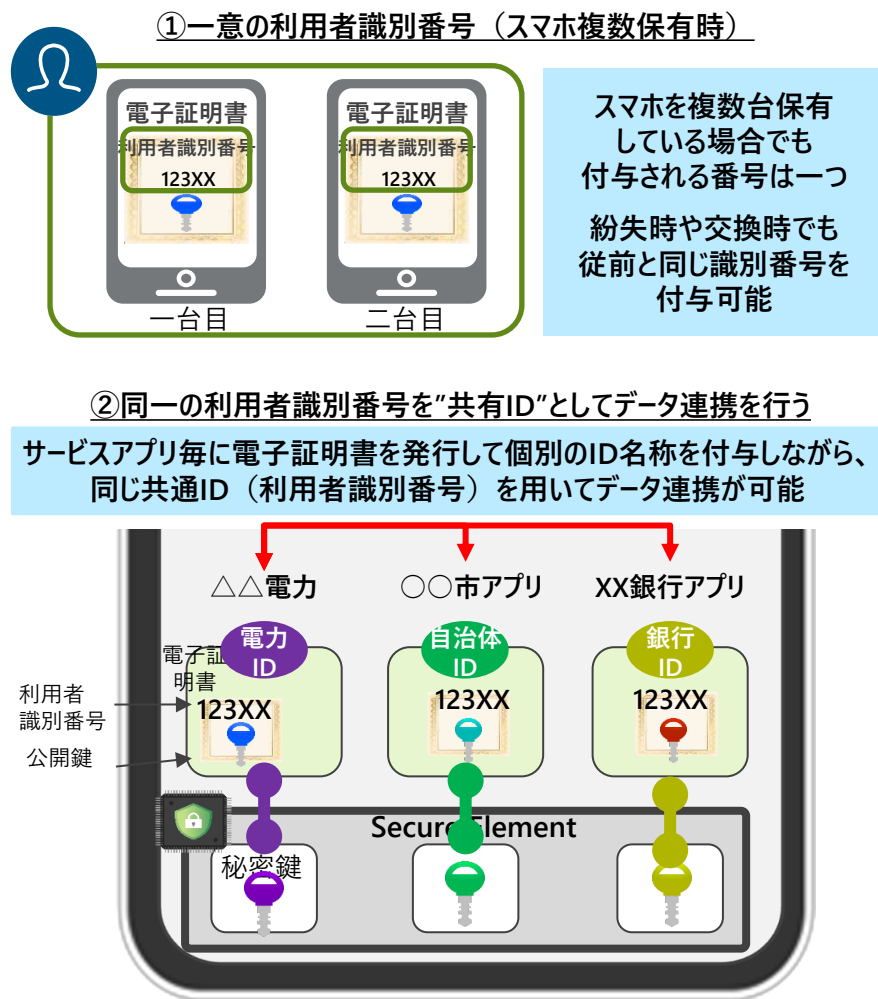 ①一意の利用者識別番号（スマホ複数保有時）
電子証明書
利用者識別番号
123XX
一台目
電子証明書
利用者識別番号
123XX
二台目
スマホを複数台保有
している場合でも
付与される番号は一つ
紛失時や交換時でも
従前と同じ識別番号を
付与可能
②同一の利用者識別番号を”共有ID”としてデータ連携を行う
サービスアプリ毎に電子証明書を発行して個別のID名称を付与しながら、
同じ共通ID（利用者識別番号）を用いてデータ連携が可能
△△電力
○○市アプリ
XX銀行アプリ
電力
ID
自治体
ID
銀行
ID
電子証
明書
利用者
識別番号
公開鍵
123XX
123XX
123XX
Secure Element
秘密鍵